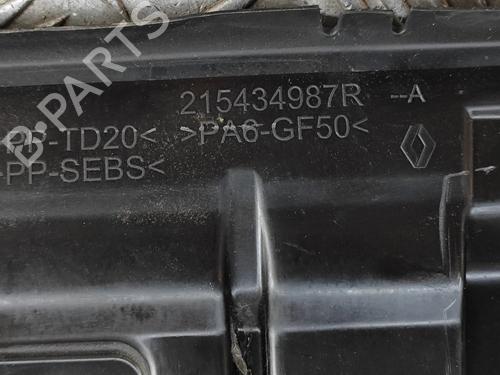 B-PARTS
215434987R --A
-TD20< >PA6-GF50<
-PP-SEBS<